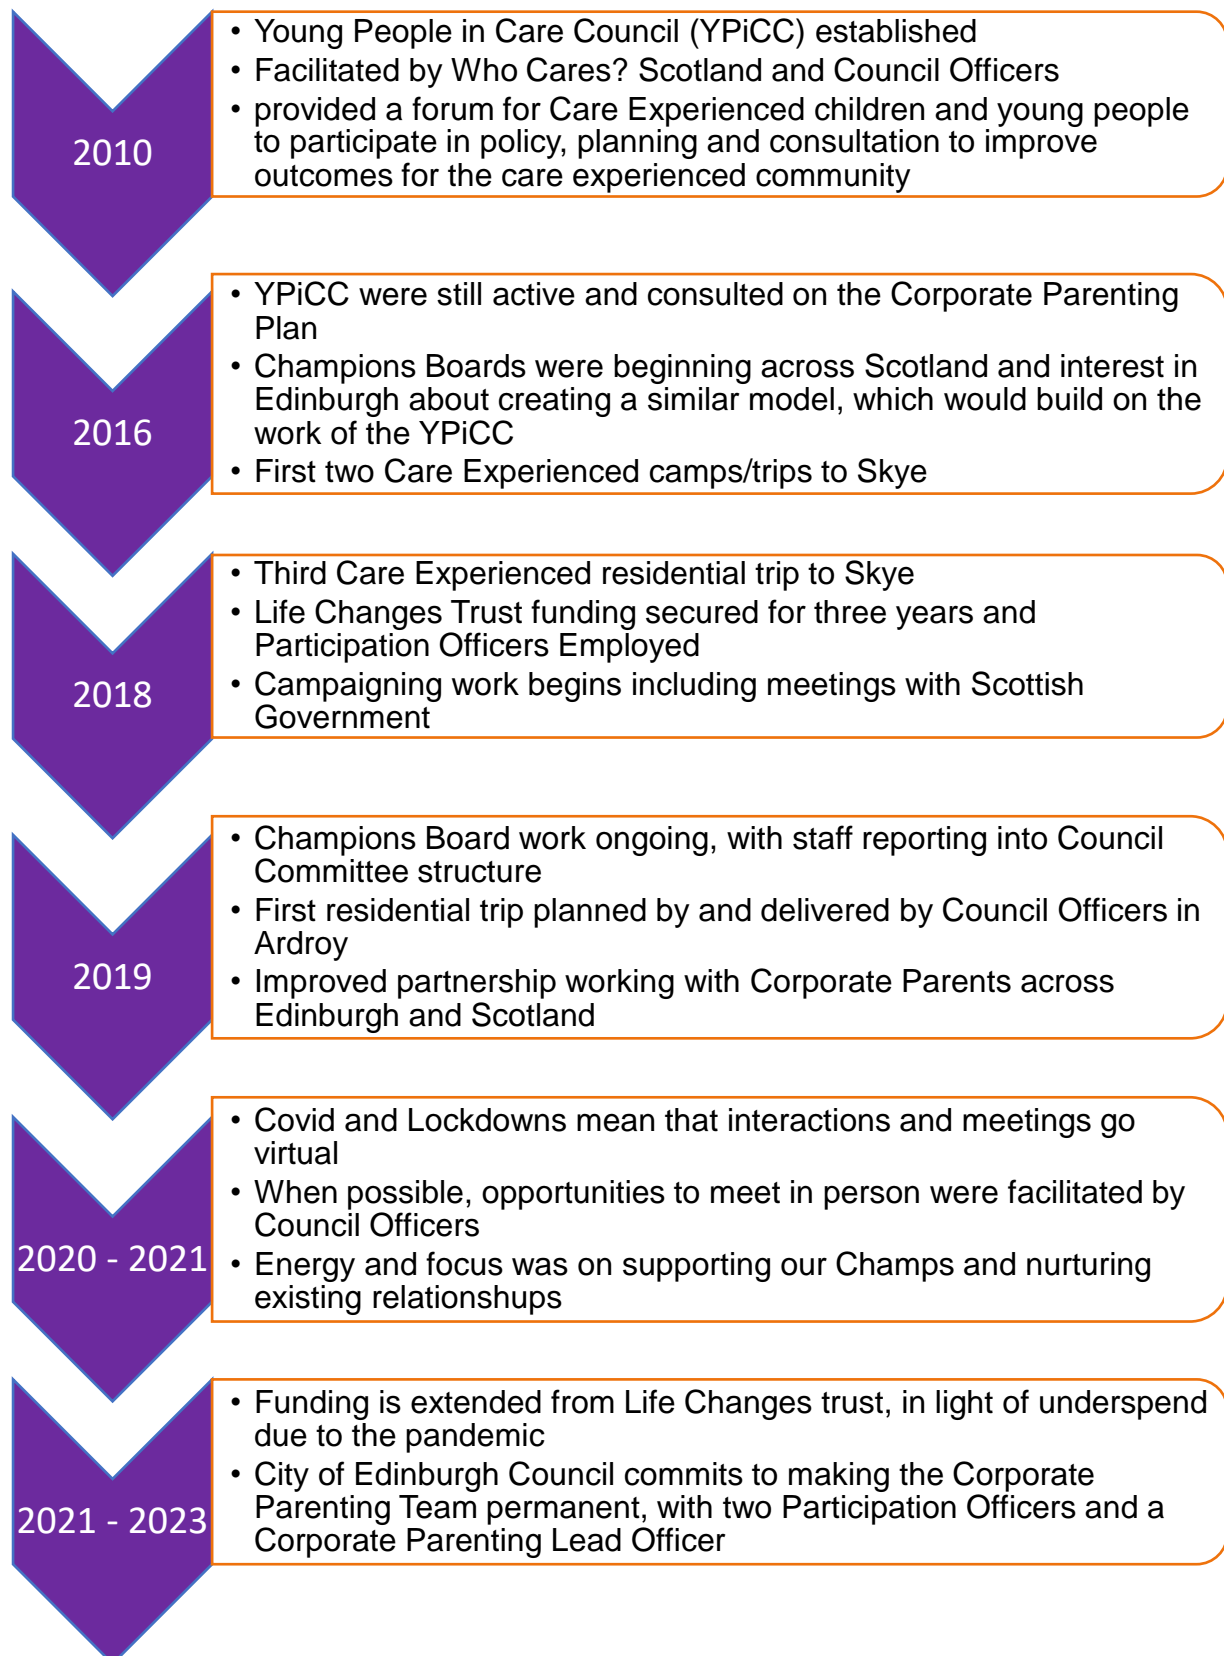 2010
• Young People in Care Council (YPiCC) established
• Facilitated by Who Cares? Scotland and Council Officers
• provided a forum for Care Experienced children and young people
to participate in policy, planning and consultation to improve
outcomes for the care experienced community
2016
• YPiCC were still active and consulted on the Corporate Parenting
Plan
• Champions Boards were beginning across Scotland and interest in
Edinburgh about creating a similar model, which would build on the
work of the YPiCC
• First two Care Experienced camps/trips to Skye
2018
• Third Care Experienced residential trip to Skye
• Life Changes Trust funding secured for three years and
Participation Officers Employed
• Campaigning work begins including meetings with Scottish
Government
2019
• Champions Board work ongoing, with staff reporting into Council
Committee structure
• First residential trip planned by and delivered by Council Officers in
Ardroy
• Improved partnership working with Corporate Parents across
Edinburgh and Scotland
2020 - 2021
• Covid and Lockdowns mean that interactions and meetings go
virtual
• When possible, opportunities to meet in person were facilitated by
Council Officers
• Energy and focus was on supporting our Champs and nurturing
existing relationshups
2021 - 2023
• Funding is extended from Life Changes trust, in light of underspend
due to the pandemic
• City of Edinburgh Council commits to making the Corporate
Parenting Team permanent, with two Participation Officers and a
Corporate Parenting Lead Officer